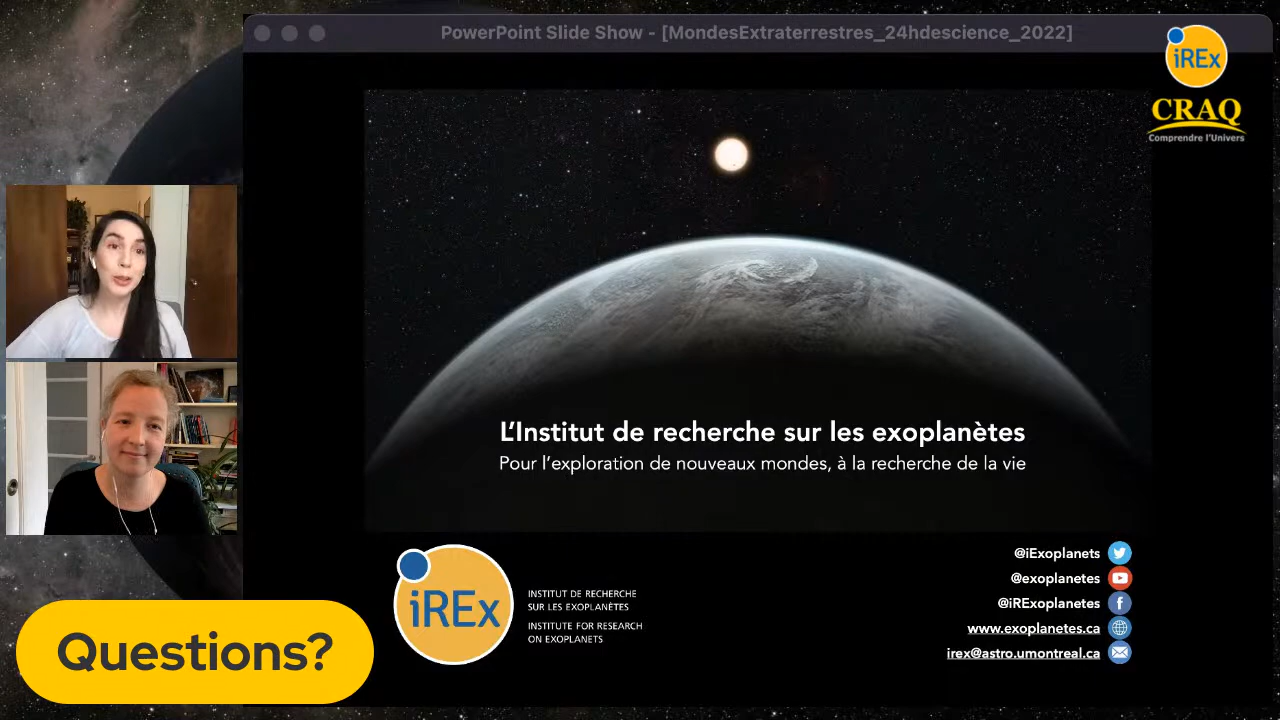 PowerPoint Slide Show - [MondesExtraterrestres_24hdescience_2022]
iREx
CRAQ
Comprendre l'Univers
L'Institut de recherche sur les exoplanètes
Pour l'exploration de nouveaux mondes, à la recherche de la vie
iREx
INSTITUT DE RECHERCHE
SUR LES EXOPLANÈTES
INSTITUTE FOR RESEARCH
ON EXOPLANETS
@iExoplanets
@exoplanetes
@iRExoplanetes
www.exoplanetes.ca
irex@astro.umontreal.ca
Questions?